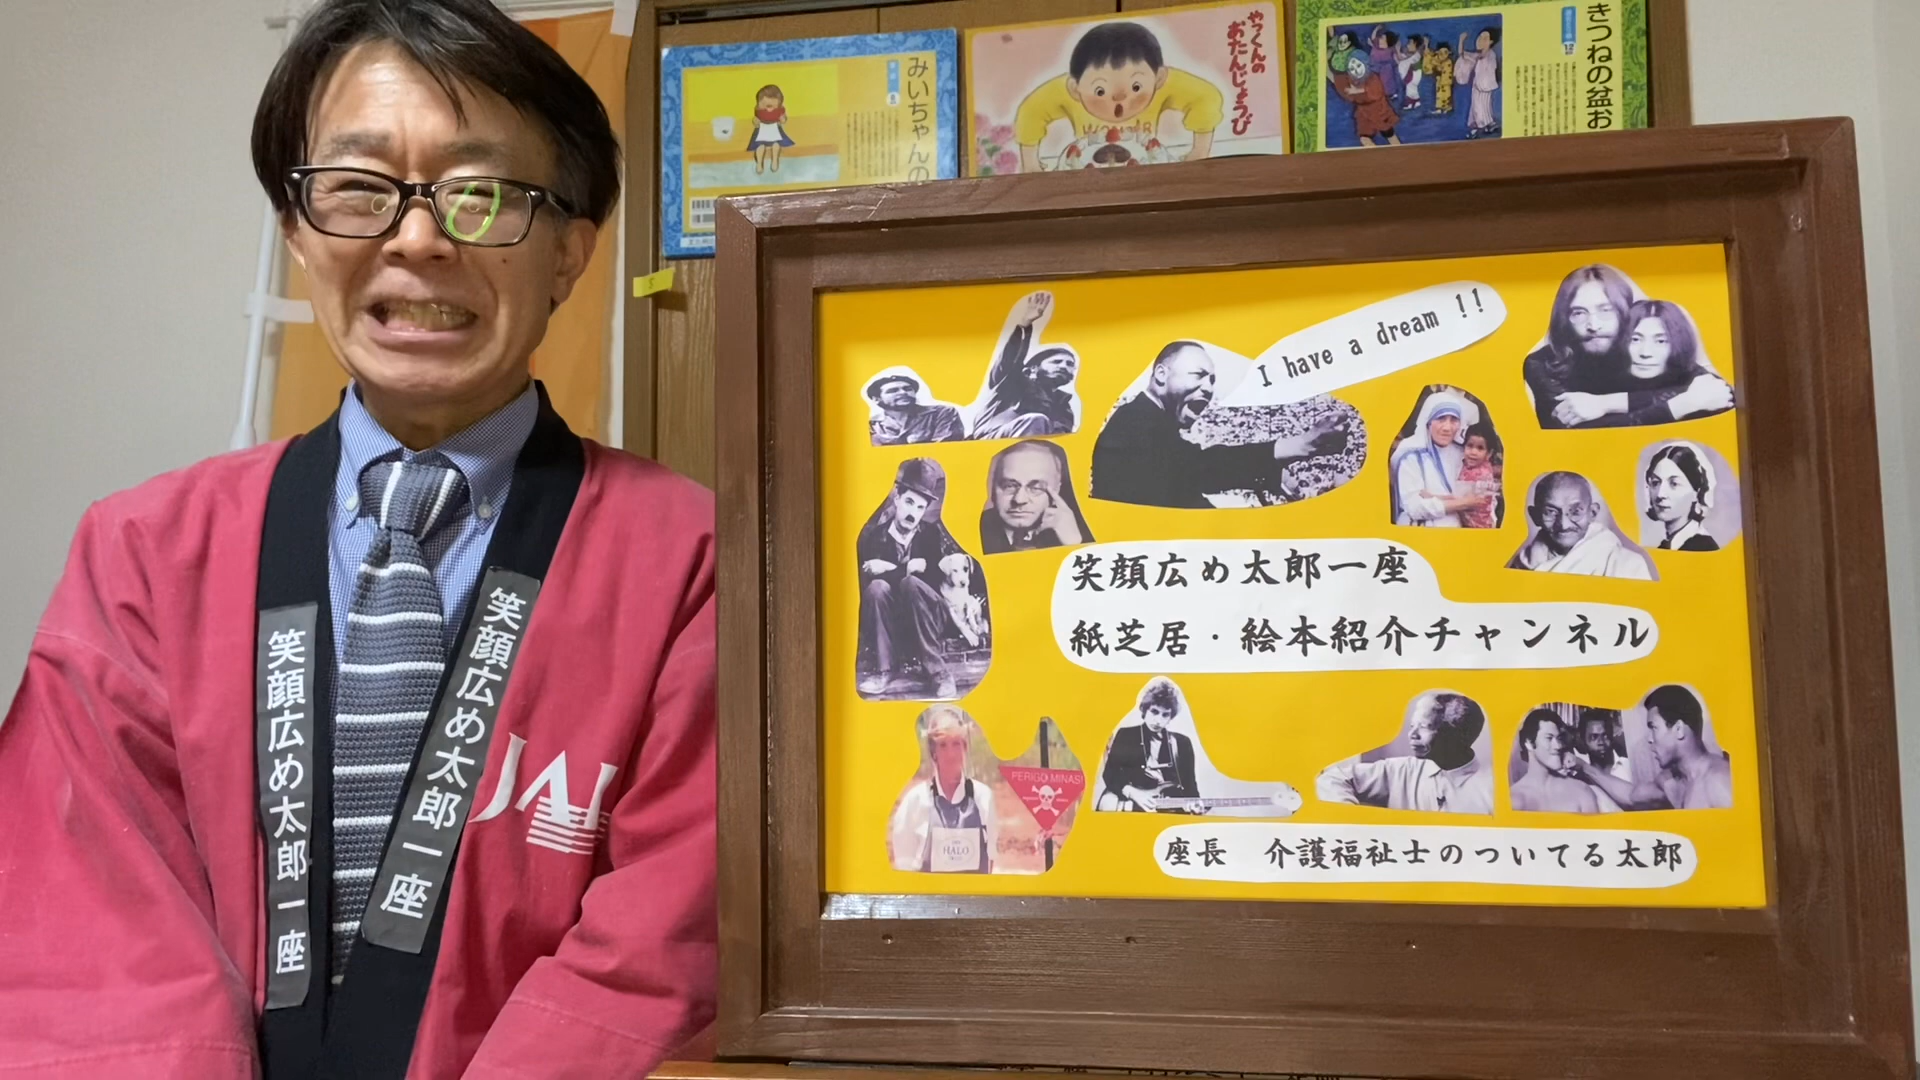 みいちゃんの
やっくんの
おたんじょうび
きつねの盆お
I have a dream !!
笑顔広め太郎一座
紙芝居・絵本紹介チャンネル
PERIGO MINAS!
HALO
座長　介護福祉士のついてる太郎
笑顔広め太郎一座
笑顔広め太郎一座